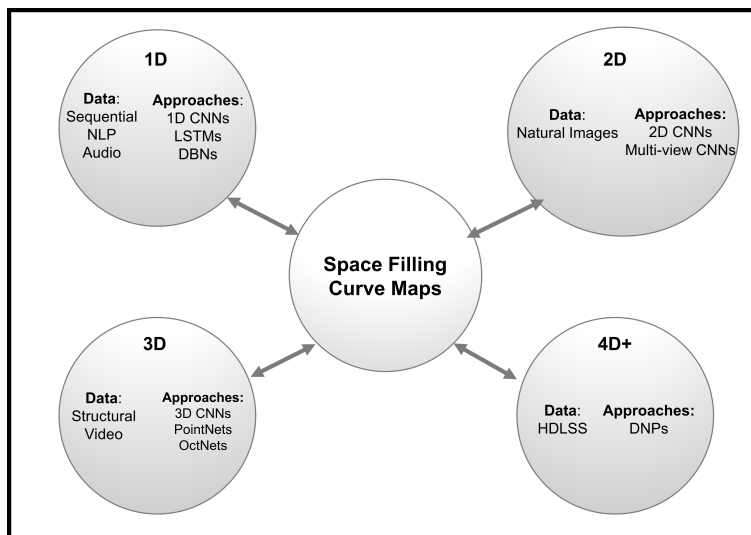 1D
Data:
Sequential
NLP
Audio
Approaches:
1D CNNs
LSTMs
DBNs
2D
Data:
Natural Images
Approaches:
2D CNNs
Multi-view CNNs
Space Filling
Curve Maps
3D
Data:
Structural
Video
Approaches:
3D CNNs
PointNets
OctNets
4D+
Data:
HDLSS
Approaches:
DNPs